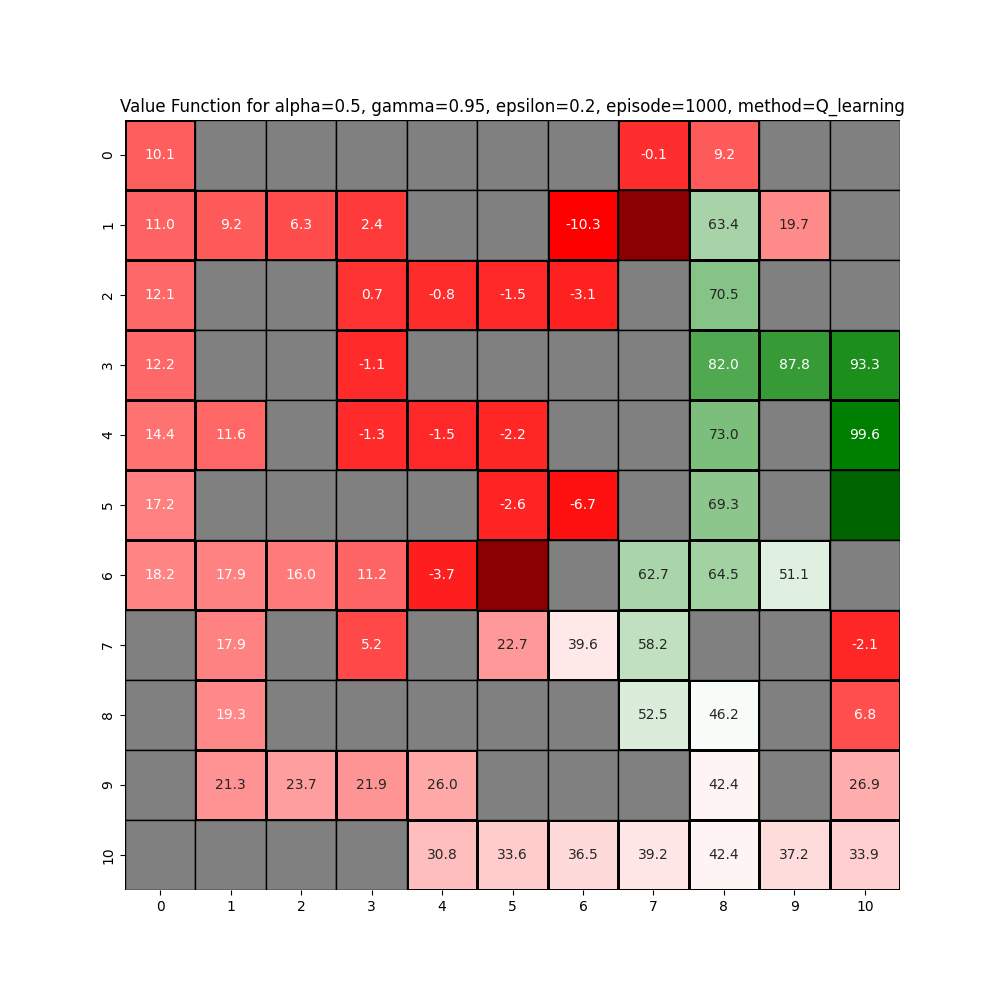 Value Function for alpha=0.5, gamma=0.95, epsilon=0.2, episode=1000, method=Q_learning
0 10.1 -0.1 9.2
1 11.0 9.2 6.3 2.4 -10.3 63.4 19.7
2 12.1 0.7 -0.8 -1.5 -3.1 70.5
3 12.2 -1.1 82.0 87.8 93.3
4 14.4 11.6 -1.3 -1.5 -2.2 73.0 99.6
5 17.2 -2.6 -6.7 69.3
6 18.2 17.9 16.0 11.2 -3.7 62.7 64.5 51.1
7 17.9 5.2 22.7 39.6 58.2 -2.1
8 19.3 52.5 46.2 6.8
9 21.3 23.7 21.9 26.0 42.4 26.9
10 30.8 33.6 36.5 39.2 42.4 37.2 33.9
0 1 2 3 4 5 6 7 8 9 10